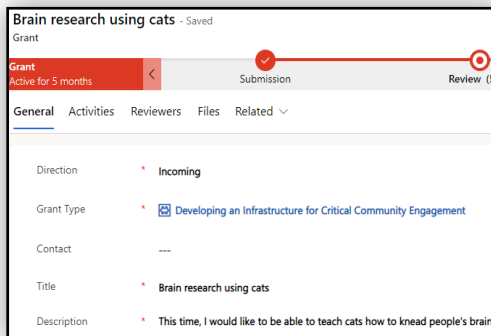 Brain research using cats - Saved
Grant
Grant
Active for 5 months
Submission
Review (5
General Activities Reviewers Files Related
Direction * Incoming
Grant Type * Developing an Infrastructure for Critical Community Engagement
Contact ---
Title * Brain research using cats
Description * This time, I would like to be able to teach cats how to knead people's brain